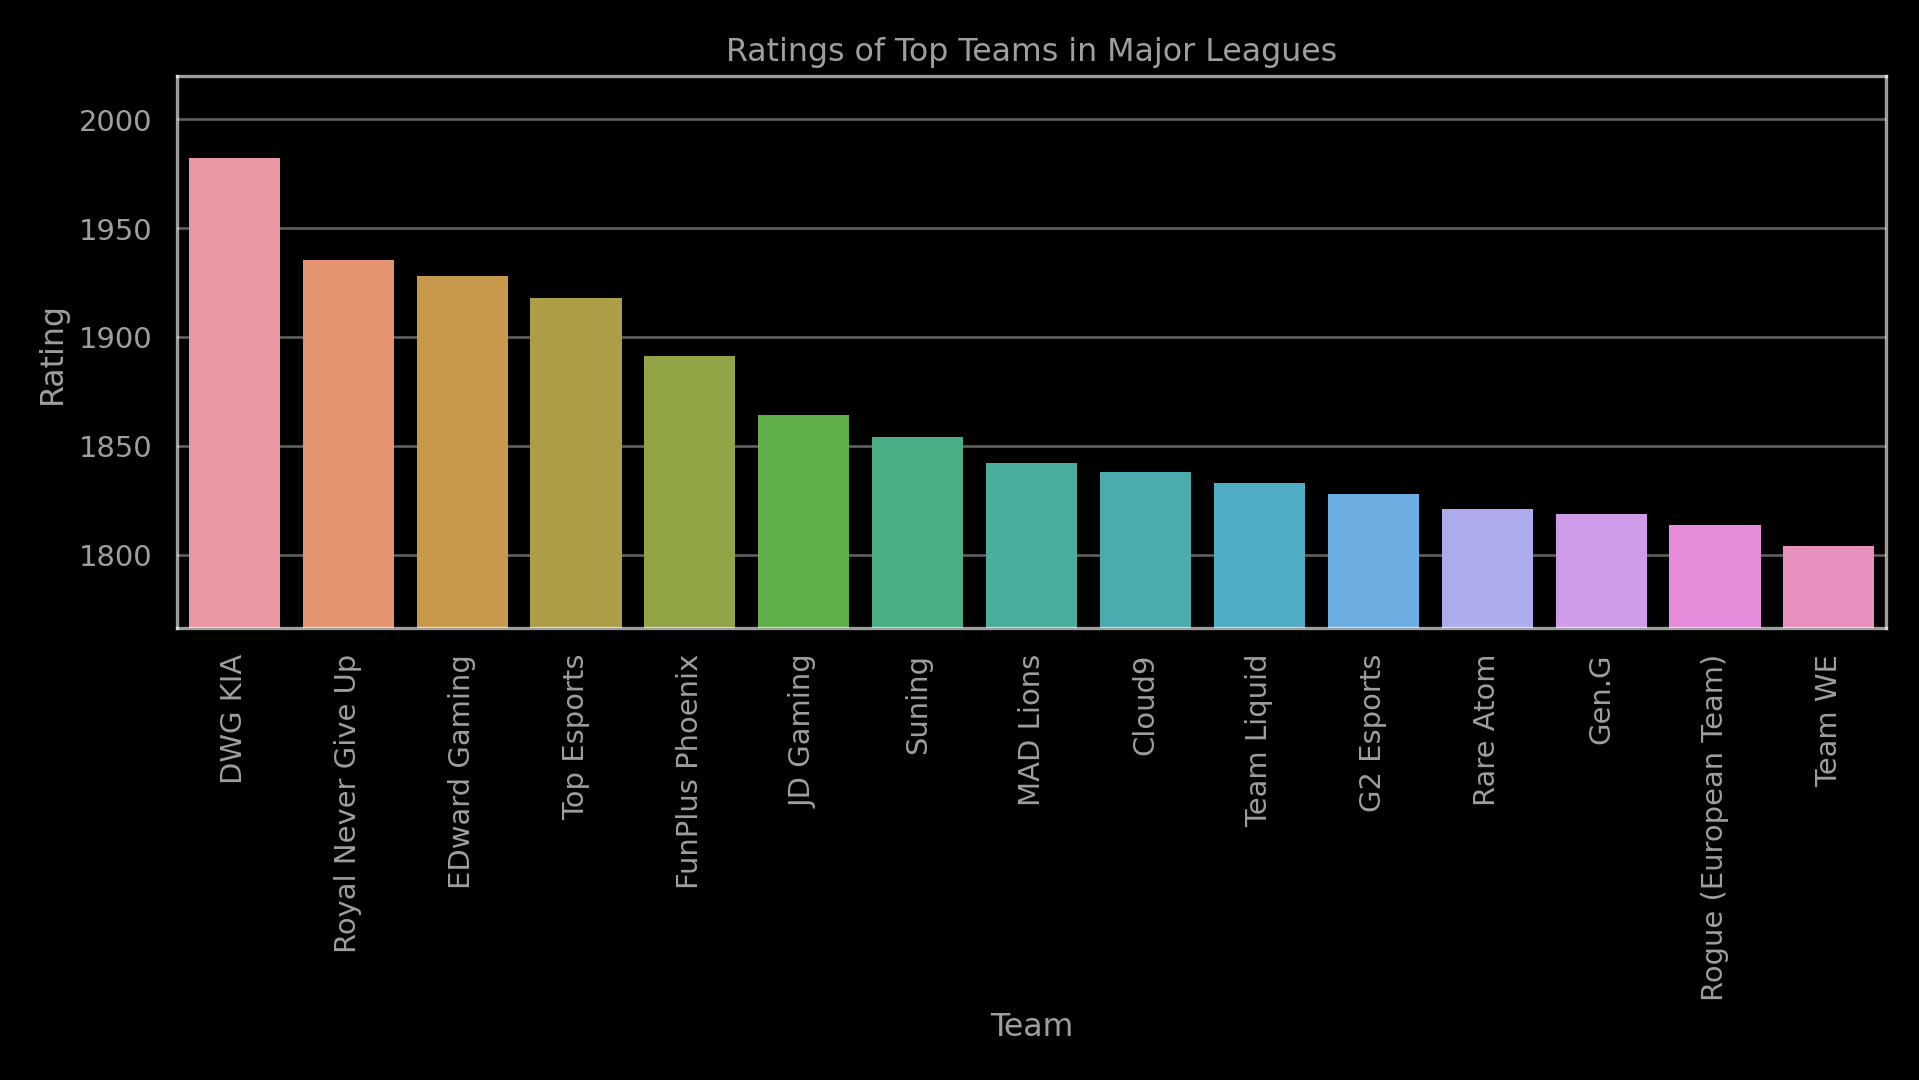 Ratings of Top Teams in Major Leagues
Rating
2000
1950
1900
1850
1800
DWG KIA
Royal Never Give Up
EDward Gaming
Top Esports
FunPlus Phoenix
JD Gaming
Suning
MAD Lions
Cloud9
Team Liquid
G2 Esports
Rare Atom
Gen.G
Rogue (European Team)
Team WE
Team